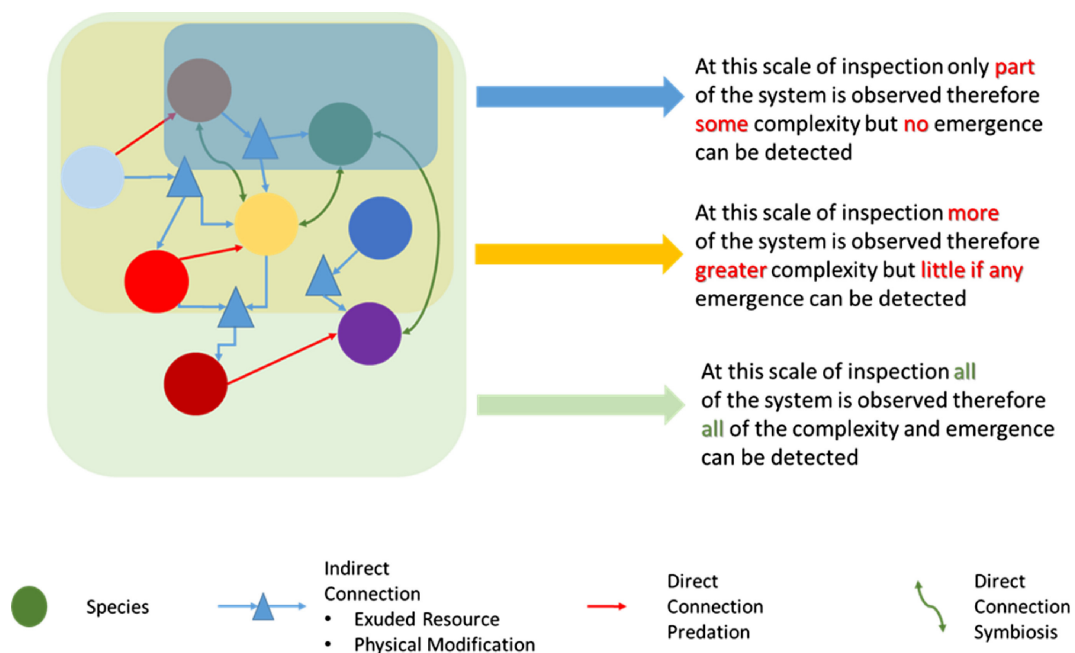 At this scale of inspection only part
of the system is observed therefore
some complexity but no emergence
can be detected
At this scale of inspection more
of the system is observed therefore
greater complexity but little if any
emergence can be detected
At this scale of inspection all
of the system is observed therefore
all of the complexity and emergence
can be detected
Species
Indirect
Connection
• Exuded Resource
• Physical Modification
Direct
Connection
Predation
Direct
Connection
Symbiosis